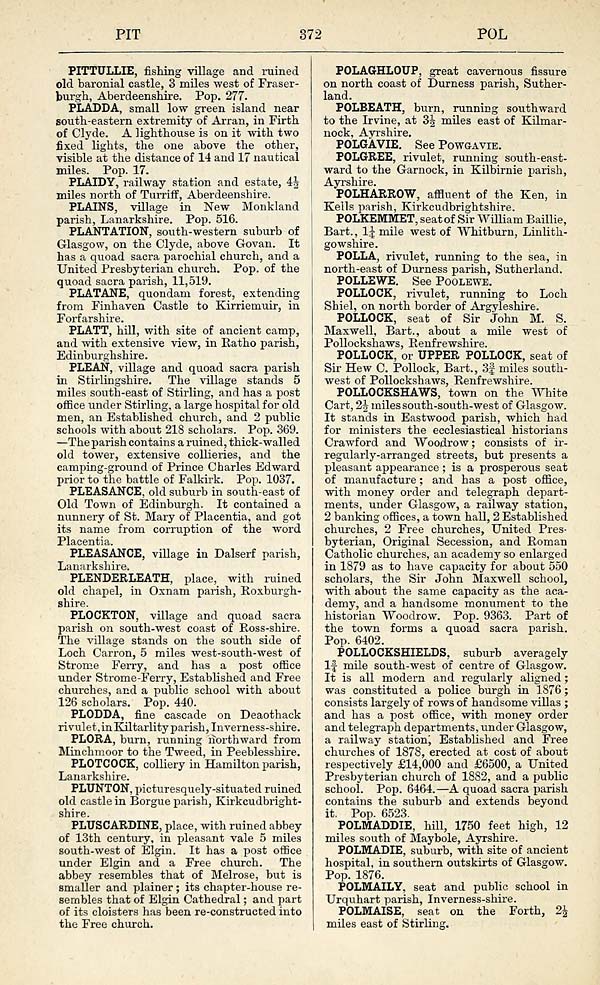 PIT 372 POL
PITTULLIE, fishing village and ruined
old baronial castle, 3 miles west of Fraser-
burgh, Aberdeenshire. Pop. 277.
PLADDA, small low green island near
south-eastern extremity of Arran, in Firth
of Clyde. A lighthouse is on it with two
fixed lights, the one above the other,
visible at the distance of 14 and 17 nautical
miles. Pop. 17.
PLAIDY, railway station and estate, 4½
miles north of Turriff, Aberdeenshire.
PLAINS, village in New Monkland
parish, Lanarkshire. Pop. 516.
PLANTATION, south-western suburb of
Glasgow, on the Clyde, above Govan. It
has a quoad sacra parochial church, and a
United Presbyterian church. Pop. of the
quoad sacra parish, 11,519.
PLATANE, quondam forest, extending
from Finhaven Castle to Kirriemuir, in
Forfarshire.
PLATT, hill, with site of ancient camp,
and with extensive view, in Ratho parish,
Edinburghshire.
PLEAN, village and quoad sacra parish
in Stirlingshire. The village stands 5
miles south-east of Stirling, and has a post
office under Stirling, a large hospital for old
men, an Established church, and 2 public
schools with about 218 scholars. Pop. 369.
—The parish contains a ruined, thick-walled
old tower, extensive collieries, and the
camping-ground of Prince Charles Edward
prior to the battle of Falkirk. Pop. 1037.
PLEASANCE, old suburb in south-east of
Old Town of Edinburgh. It contained a
nunnery of St. Mary of Placentia, and got
its name from corruption of the word
Placentia.
PLEASANCE, village in Dalserf parish,
Lanarkshire.
PLENDERLEATH, place, with ruined
old chapel, in Oxnam parish, Roxburgh-
shire.
PLOCKTON, village and quoad sacra
parish on south-west coast of Ross-shire.
The village stands on the south side of
Loch Carron, 5 miles west-south-west of
Strome Ferry, and has a post office
under Strome-Ferry, Established and Free
churches, and a public school with about
126 scholars. Pop. 440.
PLODDA, fine cascade on Deaothack
rivulet, in Kiltarlity parish, Inverness-shire.
PLORA, burn, running northward from
Minchmoor to the Tweed, in Peeblesshire.
PLOTCOCK, colliery in Hamilton parish,
Lanarkshire.
PLUNTON, picturesquely-situated ruined
old castle in Borgue parish, Kirkcudbright-
shire.
PLUSCARDINE, place, with ruined abbey
of 13th century, in pleasant vale 5 miles
south-west of Elgin. It has a post office
under Elgin and a Free church. The
abbey resembles that of Melrose, but is
smaller and plainer; its chapter-house re-
sembles that of Elgin Cathedral; and part
of its cloisters has been re-constructed into
the Free church.
POLAGHLOUP, great cavernous fissure
on north coast of Durness parish, Suther-
land.
POLBEATH, burn, running southward
to the Irvine, at 3½ miles east of Kilmar-
nock, Ayrshire.
POLGAVIE. See POWGAVIE.
POLGREE, rivulet, running south-east-
ward to the Garnock, in Kilbirnie parish,
Ayrshire.
POLHARROW, affluent of the Ken, in
Kells parish, Kirkcudbrightshire.
POLKEMMET, seat of Sir William Baillie,
Bart., 1¼ mile west of Whitburn, Linlith-
gowshire.
POLLA, rivulet, running to the sea, in
north-east of Durness parish, Sutherland.
POLLEWE. See POOLEWE.
POLLOCK, rivulet, running to Loch
Shiel, on north border of Argyleshire.
POLLOCK, seat of Sir John M. S.
Maxwell, Bart., about a mile west of
Pollockshaws, Renfrewshire.
POLLOCK, or UPPER POLLOCK, seat of
Sir Hew C. Pollock, Bart., 3¾ miles south-
west of Pollockshaws, Renfrewshire.
POLLOCKSHAWS, town on the White
Cart, 2½ miles south-south-west of Glasgow.
It stands in Eastwood parish, which had
for ministers the ecclesiastical historians
Crawford and Woodrow; consists of ir-
regularly-arranged streets, but presents a
pleasant appearance; is a prosperous seat
of manufacture; and has a post office,
with money order and telegraph depart-
ments, under Glasgow, a railway station,
2 banking offices, a town hall, 2 Established
churches, 2 Free churches, United Pres-
byterian, Original Secession, and Roman
Catholic churches, an academy so enlarged
in 1879 as to have capacity for about 550
scholars, the Sir John Maxwell school,
with about the same capacity as the aca-
demy, and a handsome monument to the
historian Woodrow. Pop. 9363. Part of
the town forms a quoad sacra parish.
Pop. 6402.
POLLOCKSHIELDS, suburb averagely
1¾ mile south-west of centre of Glasgow.
It is all modern and regularly aligned;
was constituted a police burgh in 1876;
consists largely of rows of handsome villas;
and has a post office, with money order
and telegraph departments, under Glasgow,
a railway station, Established and Free
churches of 1878, erected at cost of about
respectively £14,000 and £6500, a United
Presbyterian church of 1882, and a public
school. Pop. 6464.—A quoad sacra parish
contains the suburb and extends beyond
it. Pop. 6523.
POLMADDIE, hill, 1750 feet high, 12
miles south of Maybole, Ayrshire.
POLMADIE, suburb, with site of ancient
hospital, in southern outskirts of Glasgow.
Pop. 1876.
POLMAILY, seat and public school in
Urquhart parish, Inverness-shire.
POLMAISE, seat on the Forth, 2½
miles east of Stirling.